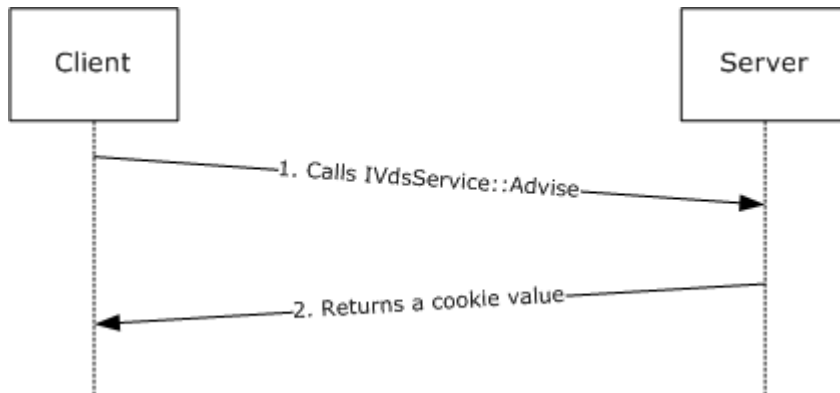 Client
Server
1. Calls IVdsService::Advise
2. Returns a cookie value